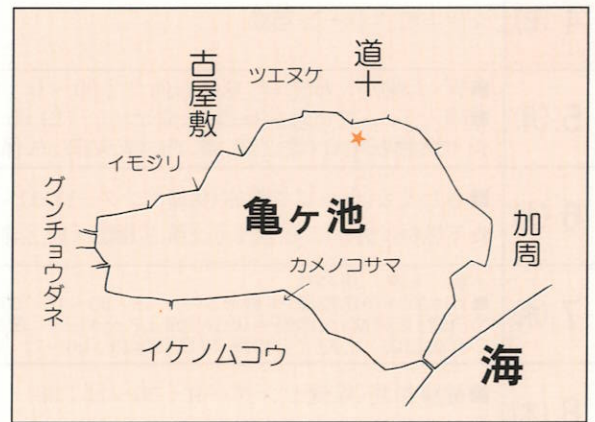 道十
ツエヌケ
古屋敷
イモジリ
グンチョウダネ
亀ヶ池
加周
カメノコサマ
イケノムコウ
海